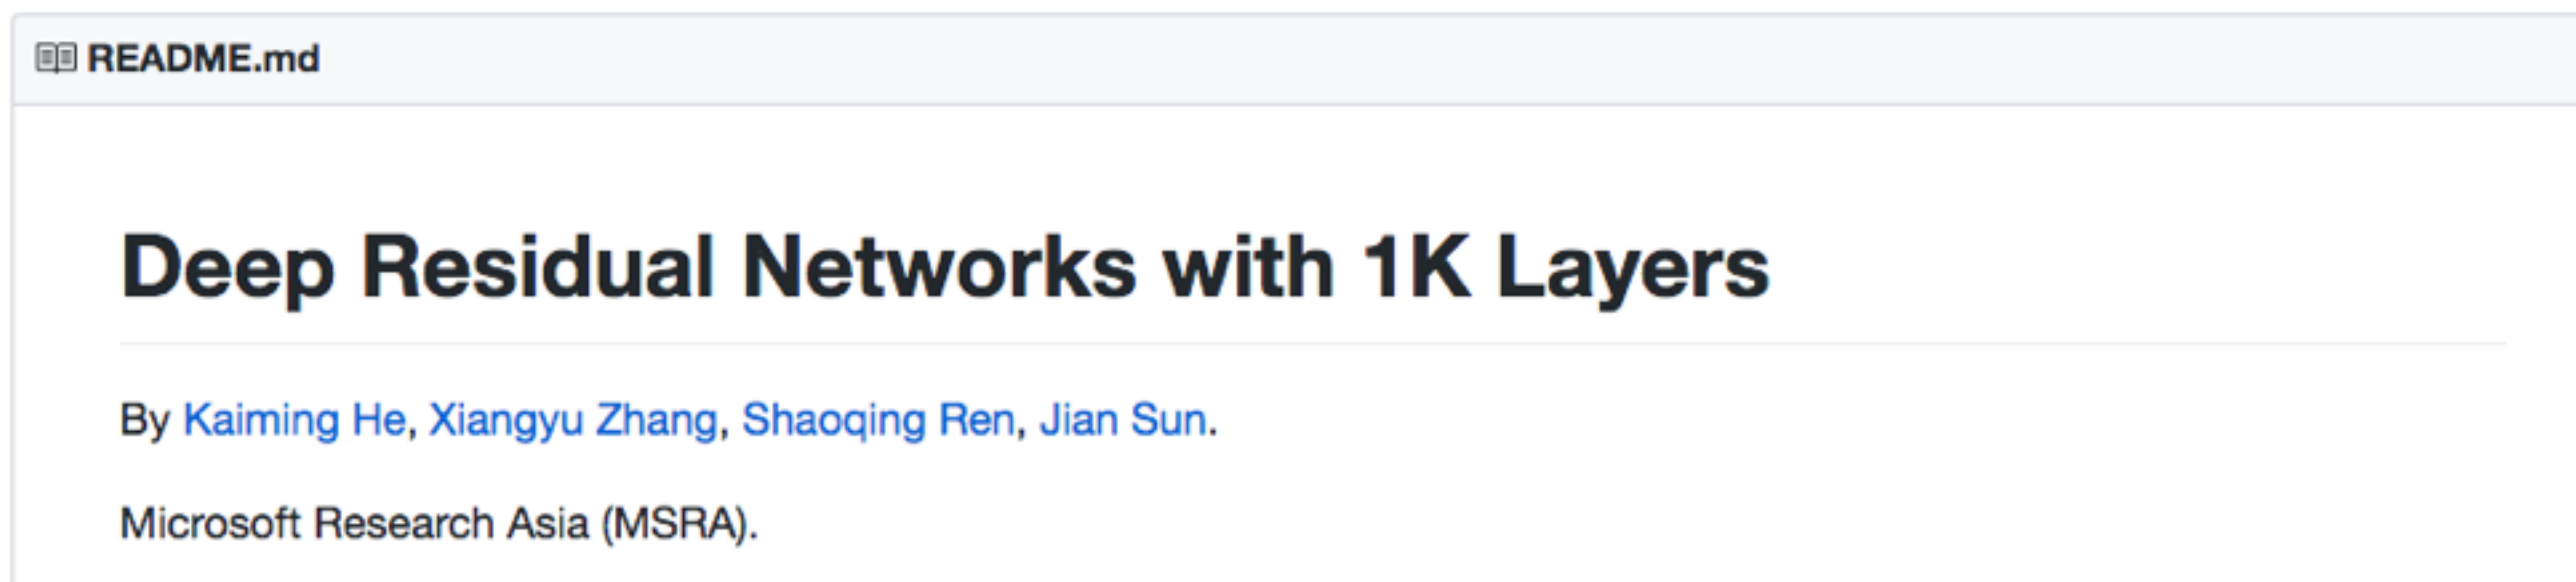 README.md
Deep Residual Networks with 1K Layers
By Kaiming He, Xiangyu Zhang, Shaoqing Ren, Jian Sun.
Microsoft Research Asia (MSRA).